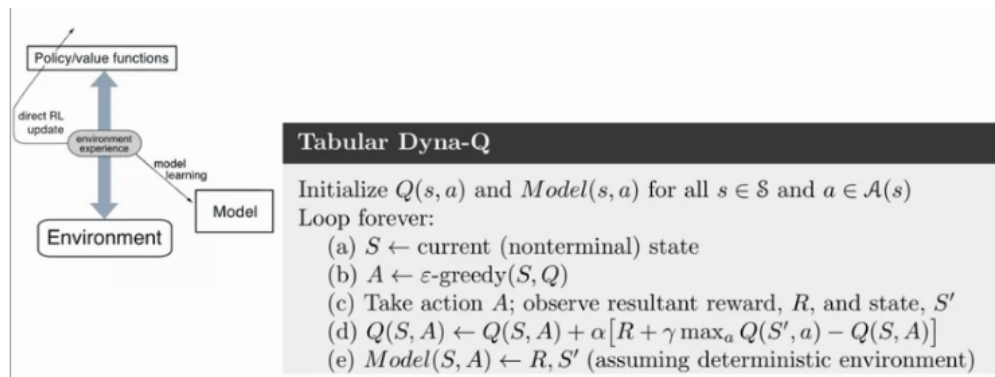 Policy/value functions
direct RL
update
environment
experience
model
learning
Model
Environment
Tabular Dyna-Q
Initialize Q(s, a) and Model(s, a) for all s ∈ 𝒮 and a ∈ 𝒜(s)
Loop forever:
(a) S ← current (nonterminal) state
(b) A ← ε-greedy(S, Q)
(c) Take action A; observe resultant reward, R, and state, S′
(d) Q(S, A) ← Q(S, A) + α[R + γ maxₐ Q(S′, a) − Q(S, A)]
(e) Model(S, A) ← R, S′ (assuming deterministic environment)